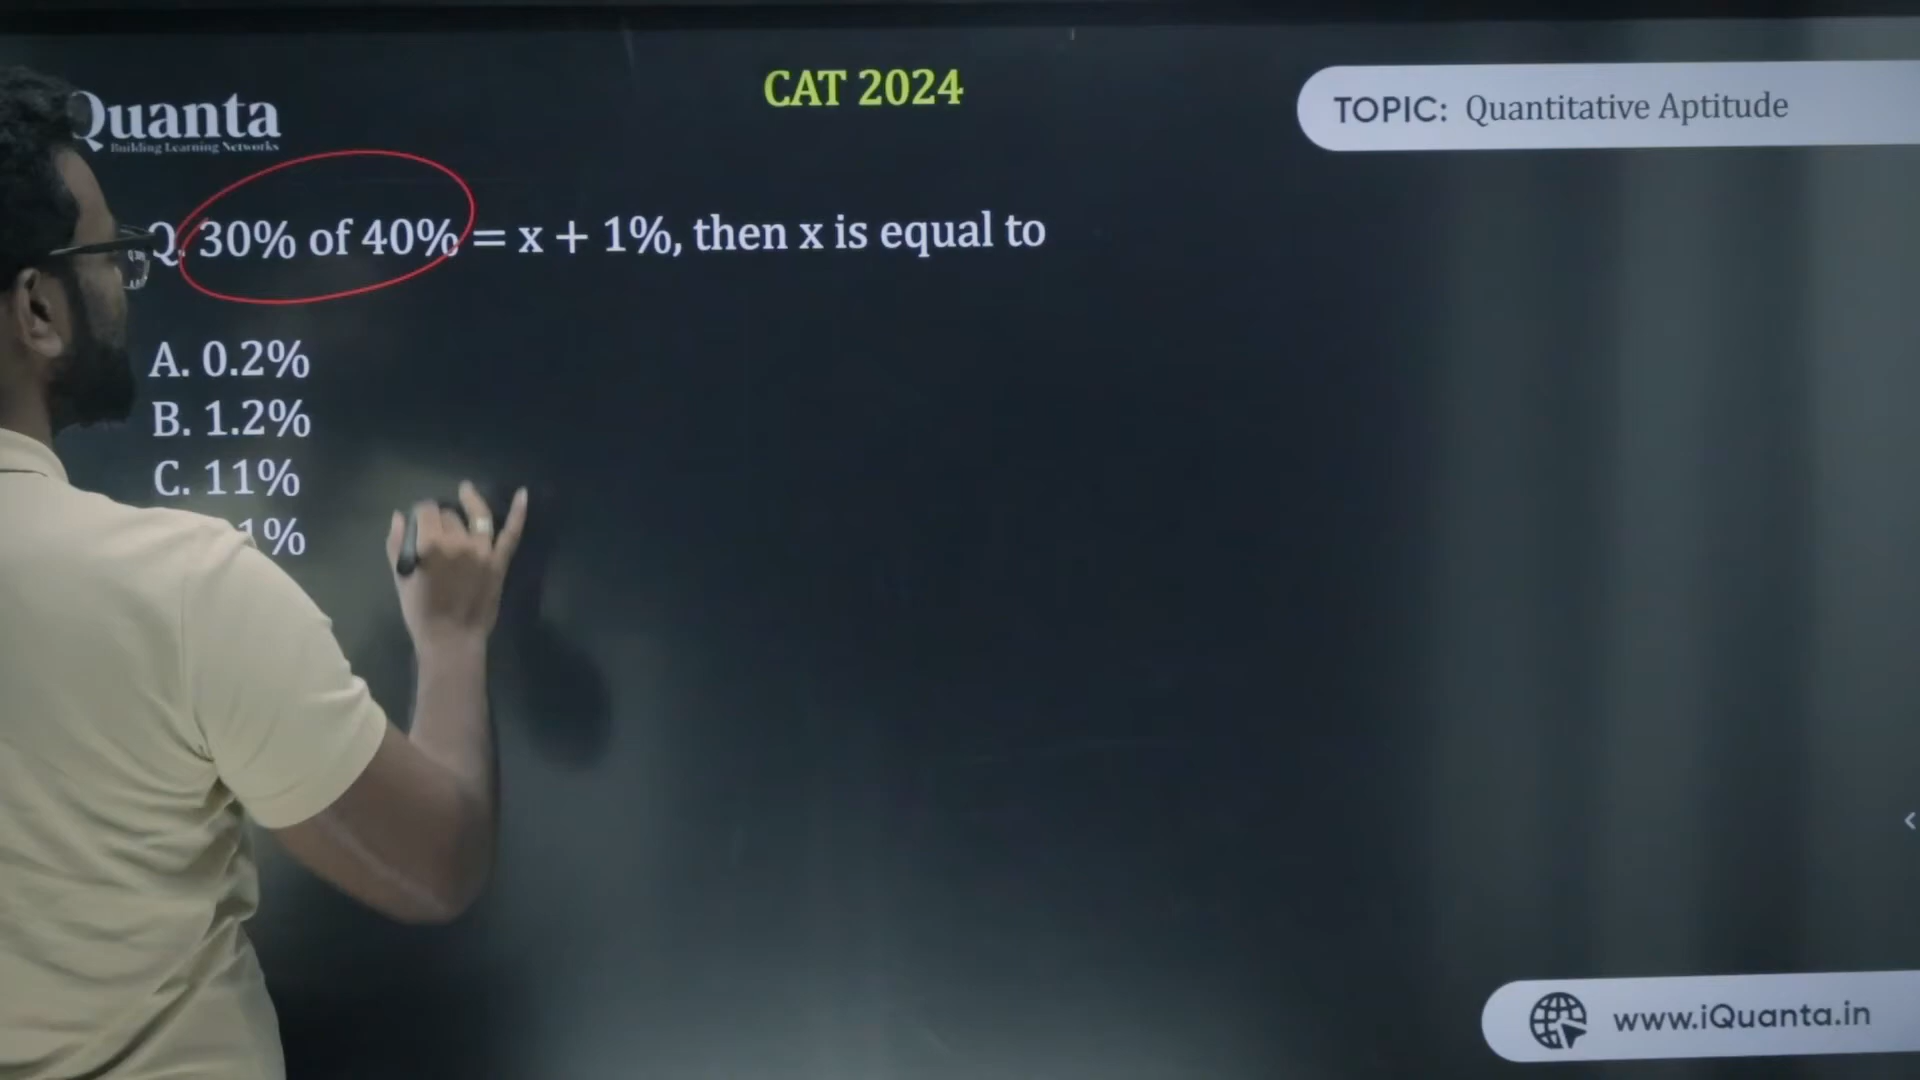 Quanta
Building Learning Networks
CAT 2024
TOPIC: Quantitative Aptitude
Q. 30% of 40% = x + 1%, then x is equal to
A. 0.2%
B. 1.2%
C. 11%
1%
www.iQuanta.in